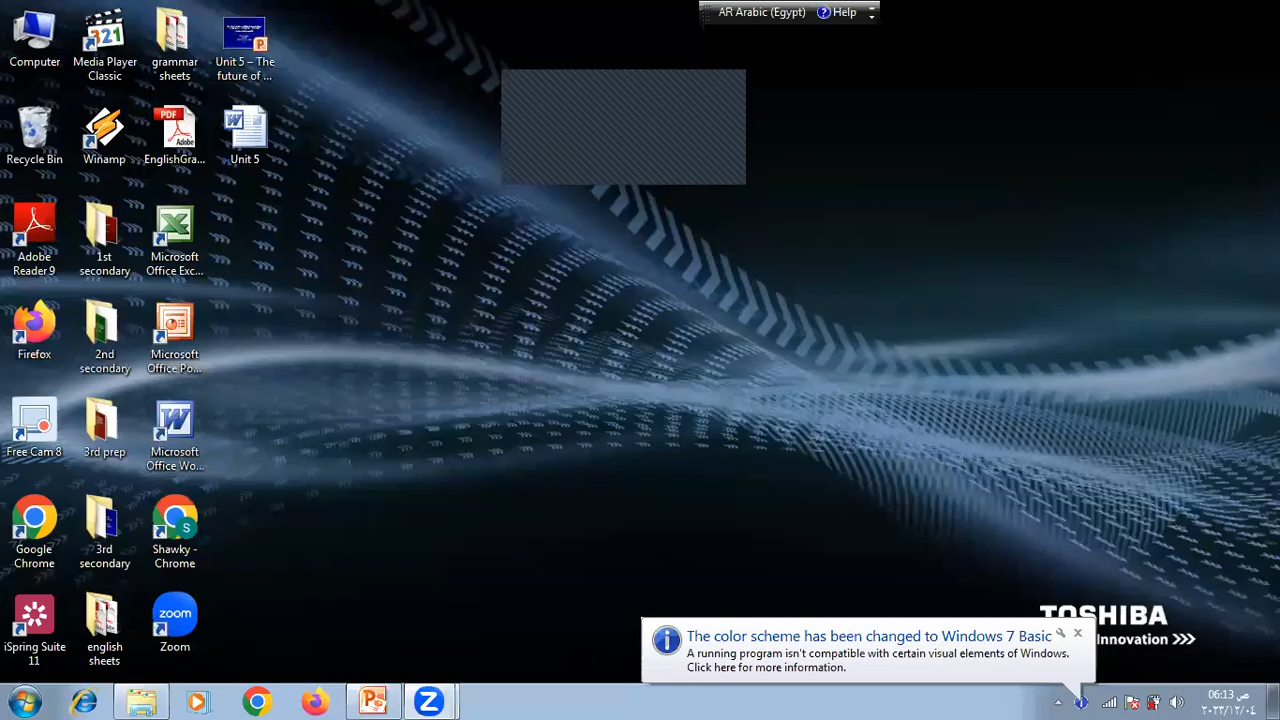 AR Arabic (Egypt)
Help
Computer
Media Player
Classic
grammar
sheets
Unit 5 – The
future of ...
Recycle Bin
Winamp
EnglishGra...
Unit 5
Adobe
Reader 9
1st
secondary
Microsoft
Office Exc...
Firefox
2nd
secondary
Microsoft
Office Po...
Free Cam 8
3rd prep
Microsoft
Office Wo...
Google
Chrome
3rd
secondary
Shawky -
Chrome
iSpring Suite
11
english
sheets
Zoom
TOSHIBA
Innovation >>>
The color scheme has been changed to Windows 7 Basic
A running program isn't compatible with certain visual elements of Windows.
Click here for more information.
06:13 ص
٢٠٢٣/١٢/٠٤